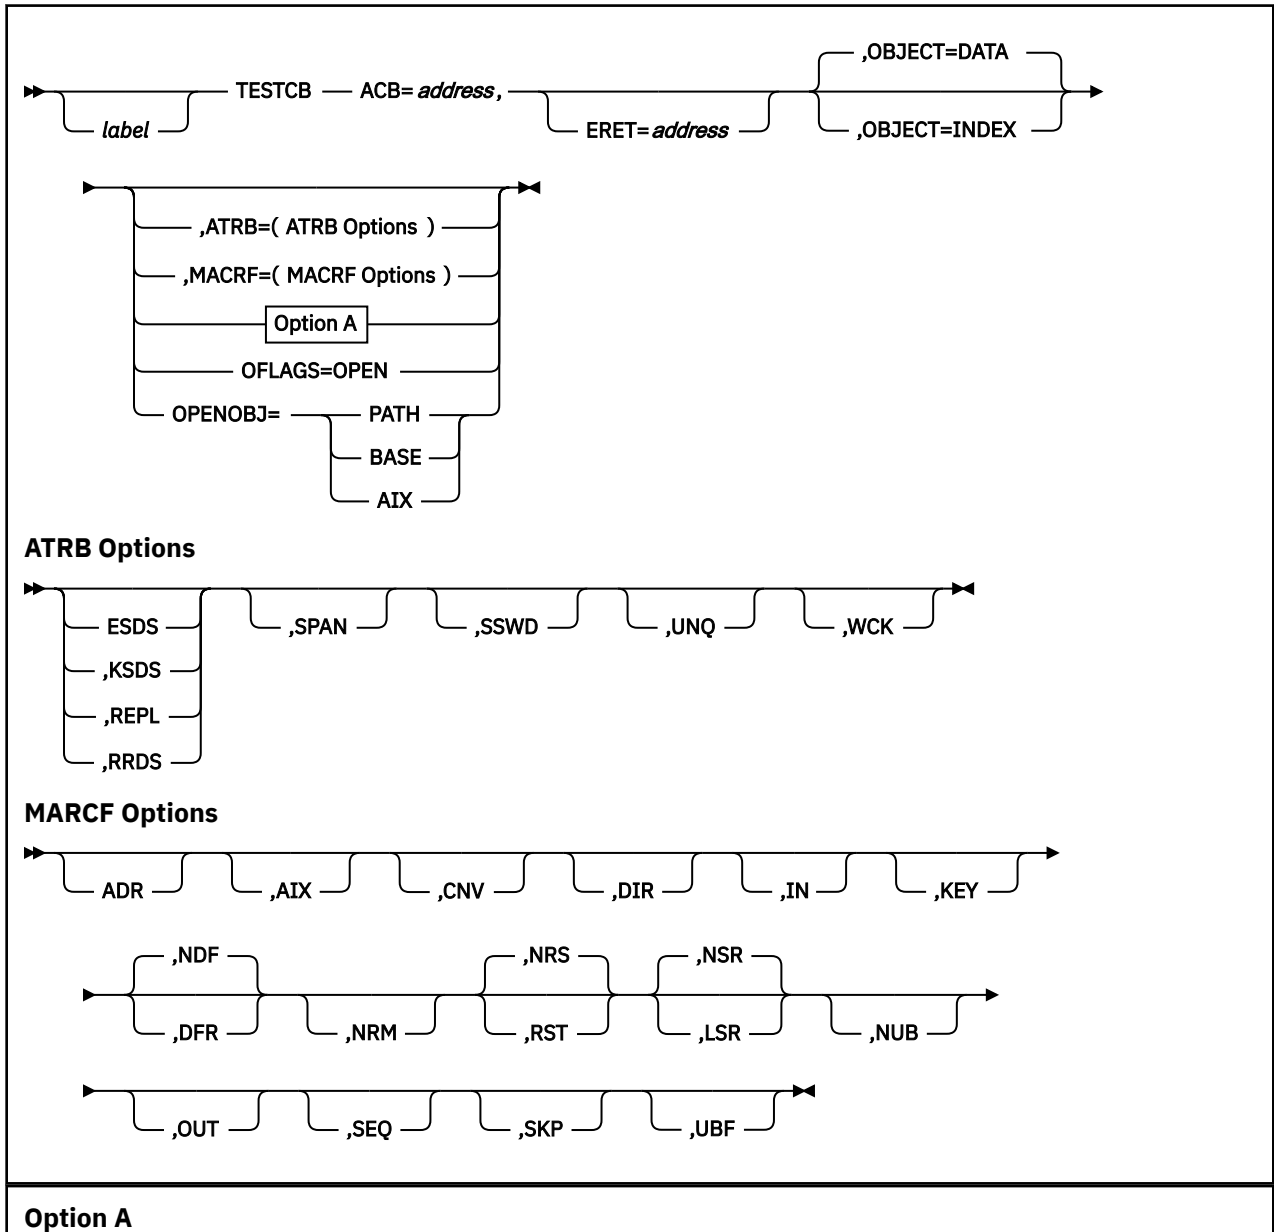 ,OBJECT=DATA
TESTCB ACB= address ,
label ERET= address ,OBJECT=INDEX
,ATRB=( ATRB Options )
,MACRF=( MACRF Options )
Option A
OFLAGS=OPEN
OPENOBJ= PATH
BASE
AIX
ATRB Options
ESDS ,SPAN ,SSWD ,UNQ ,WCK
,KSDS
,REPL
,RRDS
MARCF Options
ADR ,AIX ,CNV ,DIR ,IN ,KEY
,NDF ,NRS ,NSR
,DFR ,NRM ,RST ,LSR ,NUB
,OUT ,SEQ ,SKP ,UBF
Option A